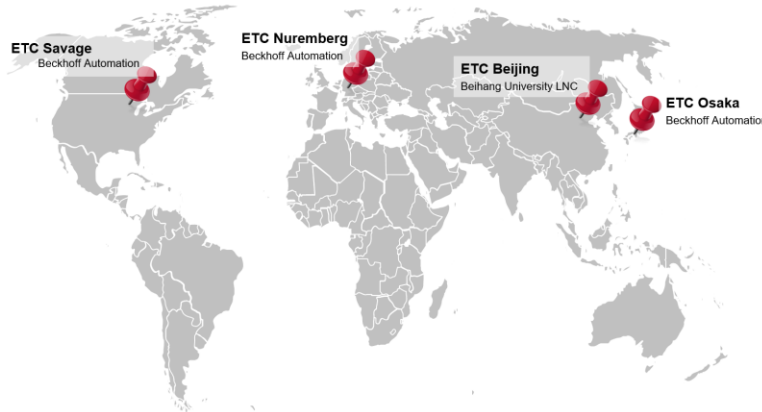 ETC Savage
Beckhoff Automation
ETC Nuremberg
Beckhoff Automation
ETC Beijing
Beihang University LNC
ETC Osaka
Beckhoff Automatio